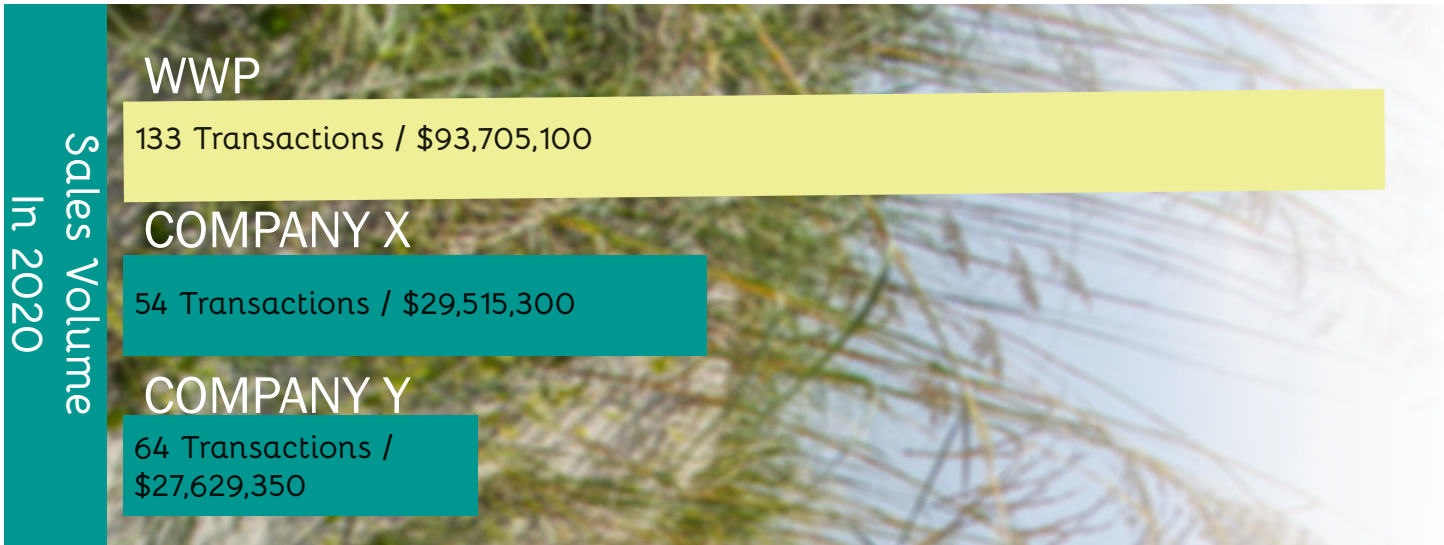 Sales Volume
In 2020
WWP
133 Transactions / $93,705,100
COMPANY X
54 Transactions / $29,515,300
COMPANY Y
64 Transactions /
$27,629,350